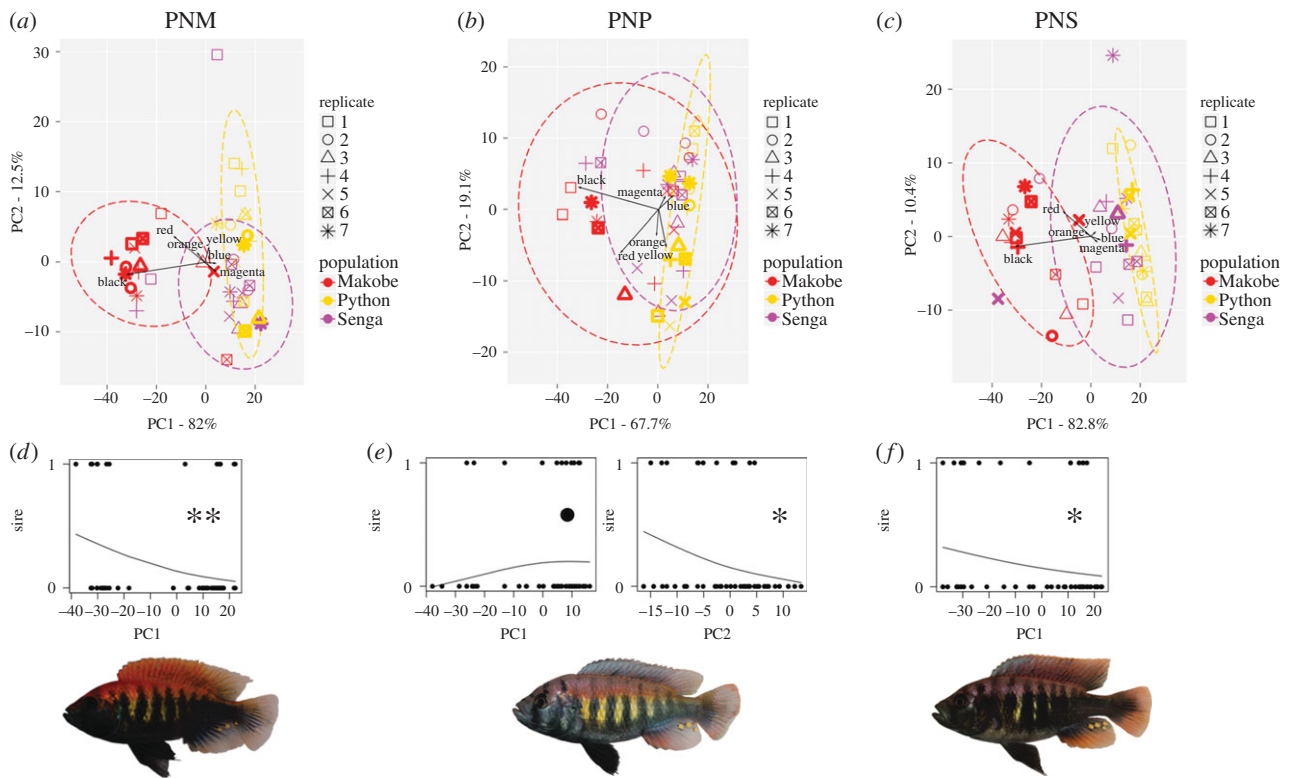 (a) PNM
30
20
10
0
−10
−40
−20
0
20
PC2 - 12.5%
PC1 - 82%
red
orange
yellow
blue
magenta
black
replicate
1
2
3
4
5
6
7
population
Makobe
Python
Senga
(b) PNP
20
10
0
−10
−20
−40
−20
0
20
PC2 - 19.1%
PC1 - 67.7%
black
magenta
blue
orange
red yellow
replicate
1
2
3
4
5
6
7
population
Makobe
Python
Senga
(c) PNS
20
10
0
−10
−40
−20
0
20
PC2 - 10.4%
PC1 - 82.8%
red
yellow
orange
blue
magenta
black
replicate
1
2
3
4
5
6
7
population
Makobe
Python
Senga
(d)
1
0
sire
**
−40 −30 −20 −10 0 10 20
PC1
(e)
1
0
sire
−40 −30 −20 −10 0 10
PC1
1
0
sire
*
−15 −10 −5 0 5 10
PC2
(f)
1
0
sire
*
−30 −20 −10 0 10 20
PC1